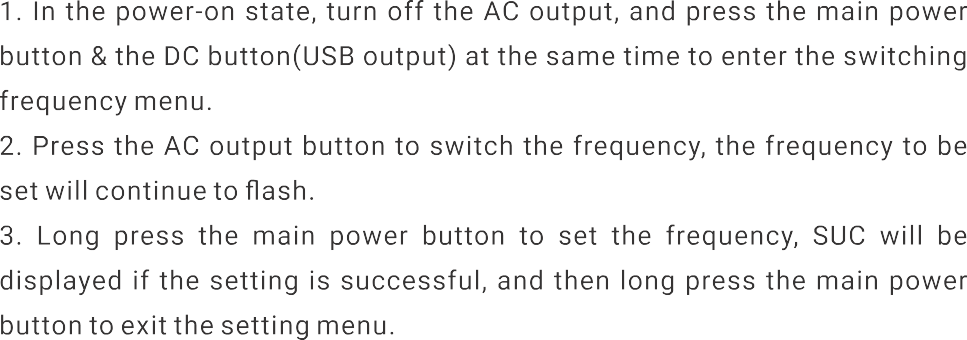 1. In the power-on state, turn off the AC output, and press the main power
button & the DC button(USB output) at the same time to enter the switching
frequency menu.
2. Press the AC output button to switch the frequency, the frequency to be
set will continue to flash.
3. Long press the main power button to set the frequency, SUC will be
displayed if the setting is successful, and then long press the main power
button to exit the setting menu.